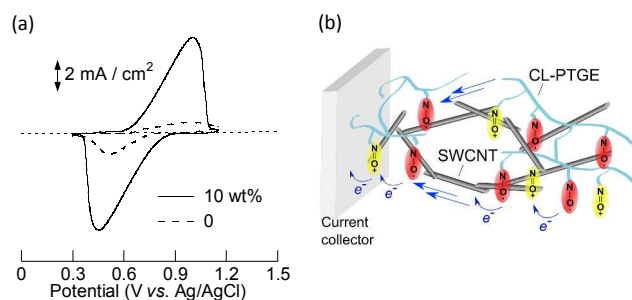 (a)
2 mA / cm²
10 wt%
0
0 0.3 0.6 0.9 1.2 1.5
Potential (V vs. Ag/AgCl)
(b)
CL-PTGE
N
O
·
N
O
+
N
O
·
N
O
·
SWCNT
N
O
+
N
O
·
N
O
·
N
O
+
N
O
·
N
O
+
e⁻
e⁻
e⁻
e⁻
Current
collector